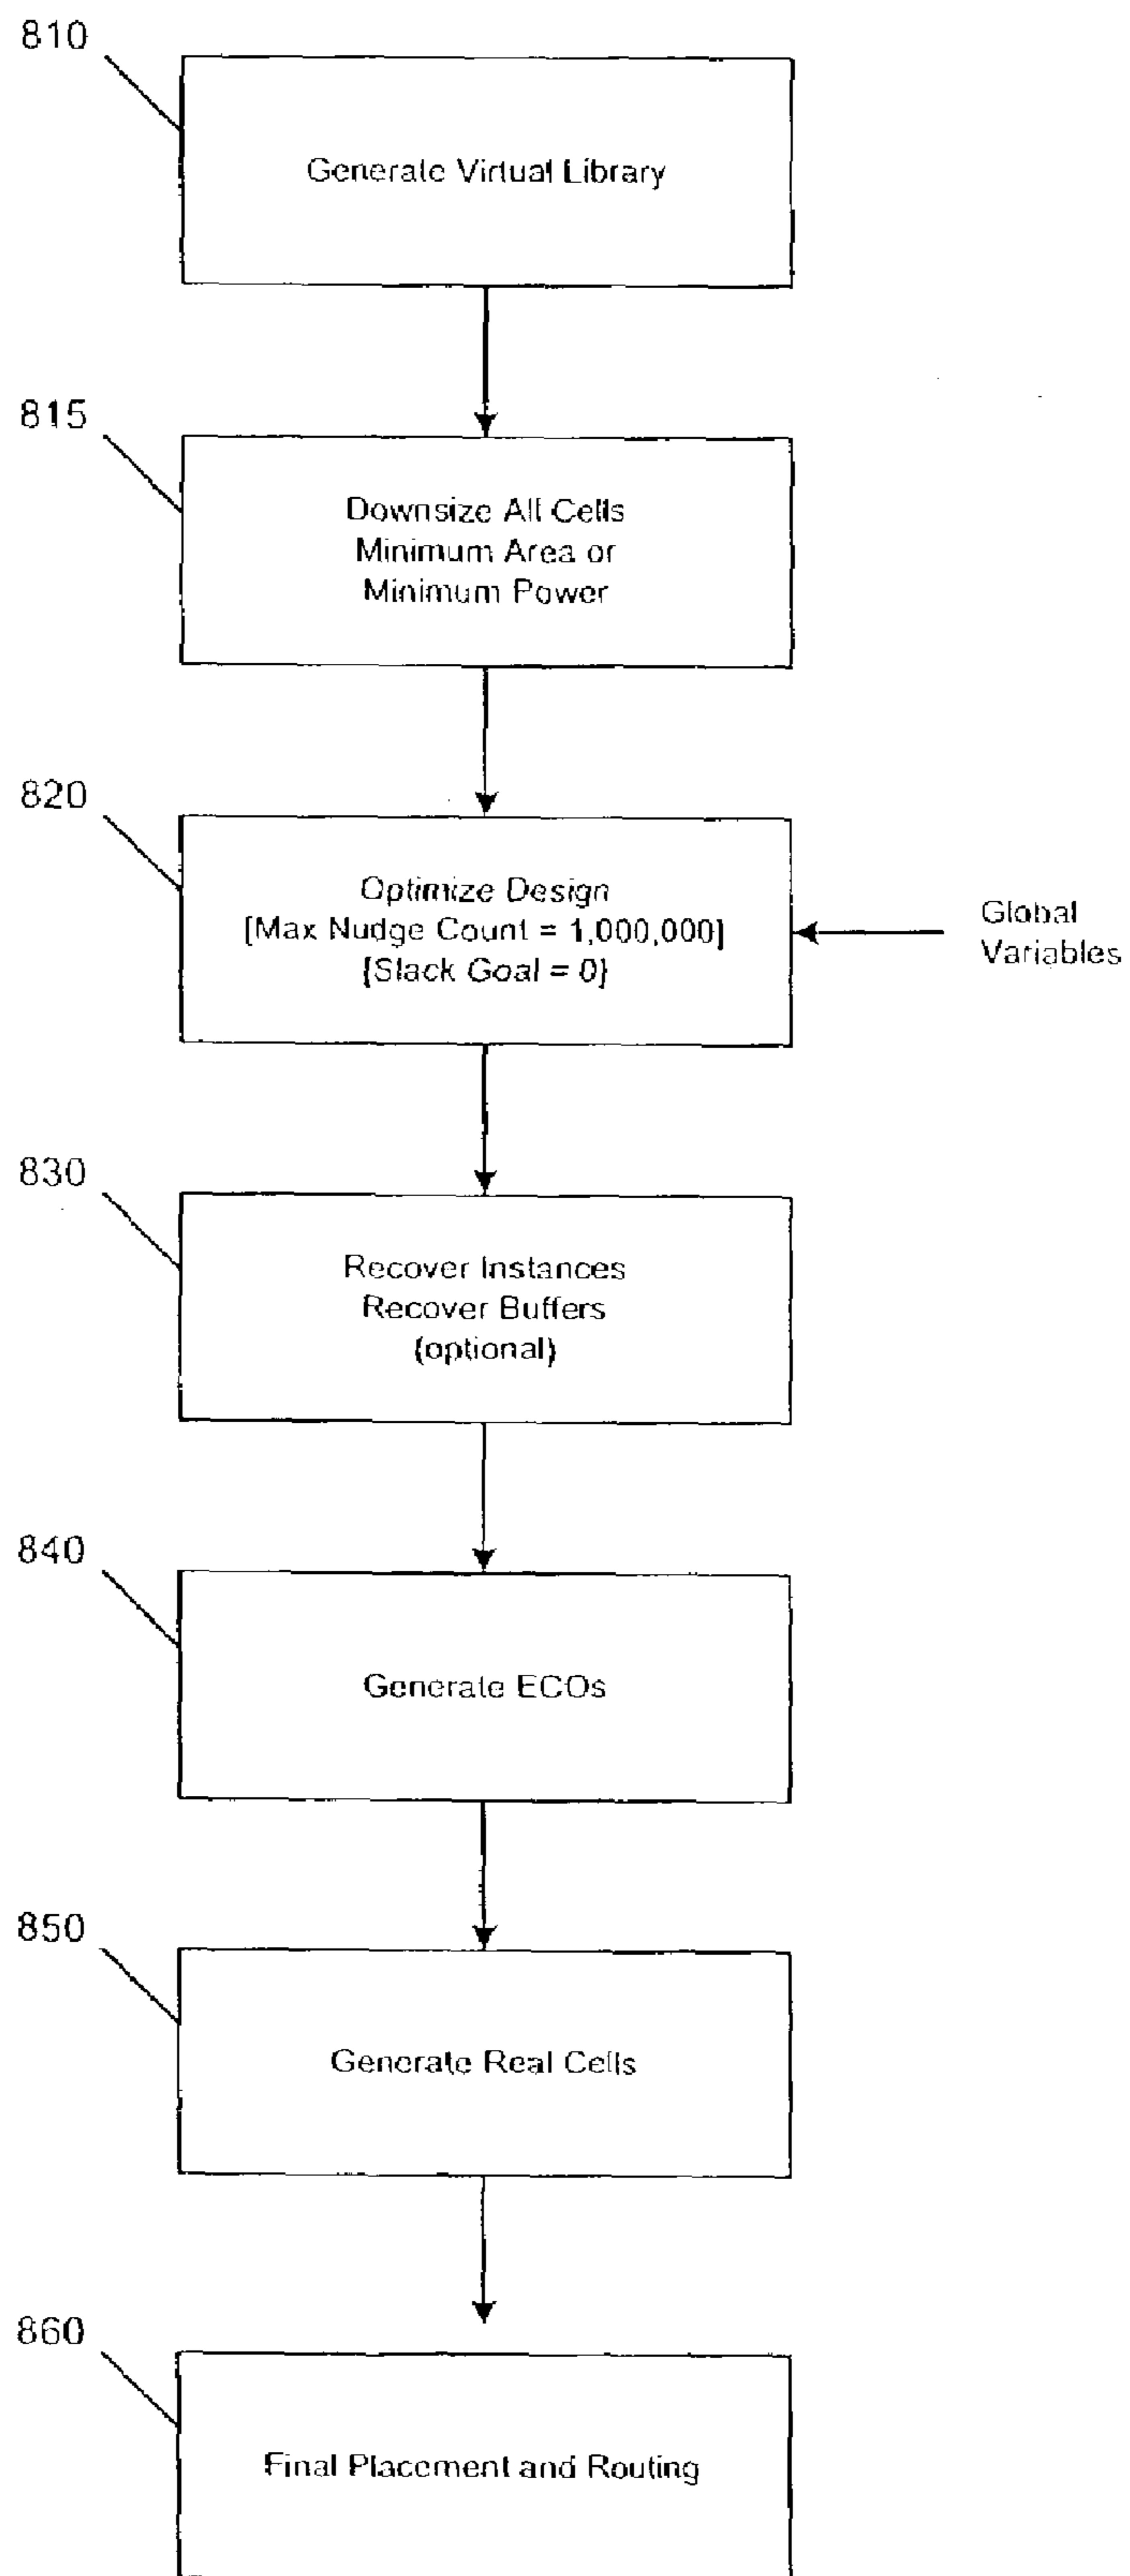 810
Generate Virtual Library
815
Downsize All Cells
Minimum Area or
Minimum Power
820
Optimize Design
[Max Nudge Count = 1,000,000]
[Slack Goal = 0]
Global
Variables
830
Recover Instances
Recover Buffers
(optional)
840
Generate ECOs
850
Generate Real Cells
860
Final Placement and Routing